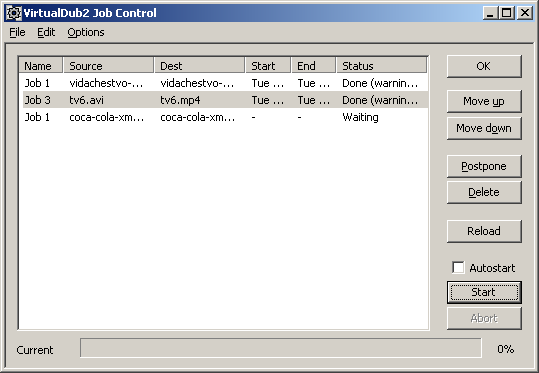 VirtualDub2 Job Control
File Edit Options
Name Source Dest Start End Status
Job 1 vidachestvo-... vidachestvo-... Tue ... Tue ... Done (warnin...
Job 3 tv6.avi tv6.mp4 Tue ... Tue ... Done (warnin...
Job 1 coca-cola-xm... coca-cola-xm... - - Waiting
OK
Move up
Move down
Postpone
Delete
Reload
Autostart
Start
Abort
Current 0%